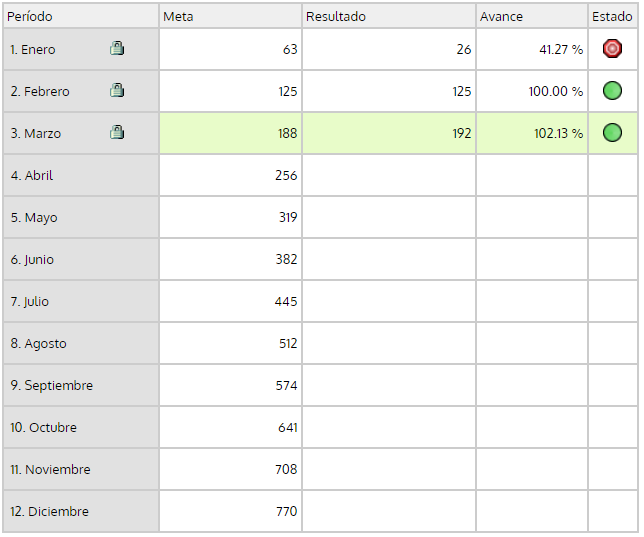 Período Meta Resultado Avance Estado
1. Enero 63 26 41.27 %
2. Febrero 125 125 100.00 %
3. Marzo 188 192 102.13 %
4. Abril 256
5. Mayo 319
6. Junio 382
7. Julio 445
8. Agosto 512
9. Septiembre 574
10. Octubre 641
11. Noviembre 708
12. Diciembre 770